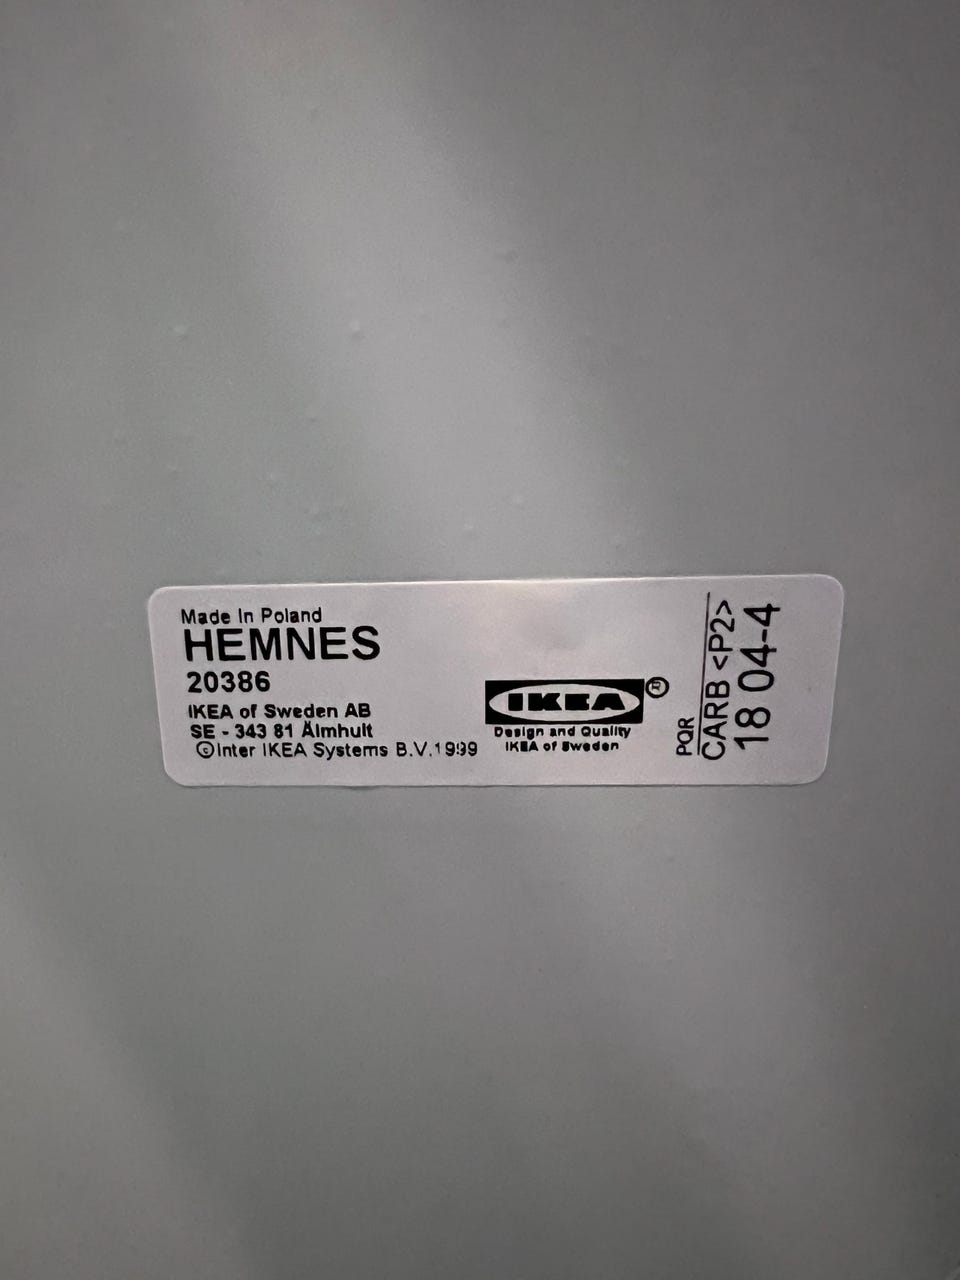 Made In Poland
HEMNES
20386
IKEA of Sweden AB
SE - 343 81 Älmhult
©Inter IKEA Systems B.V.1999
IKEA®
Design and Quality
IKEA of Sweden
PQR
CARB <P2>
18 04-4